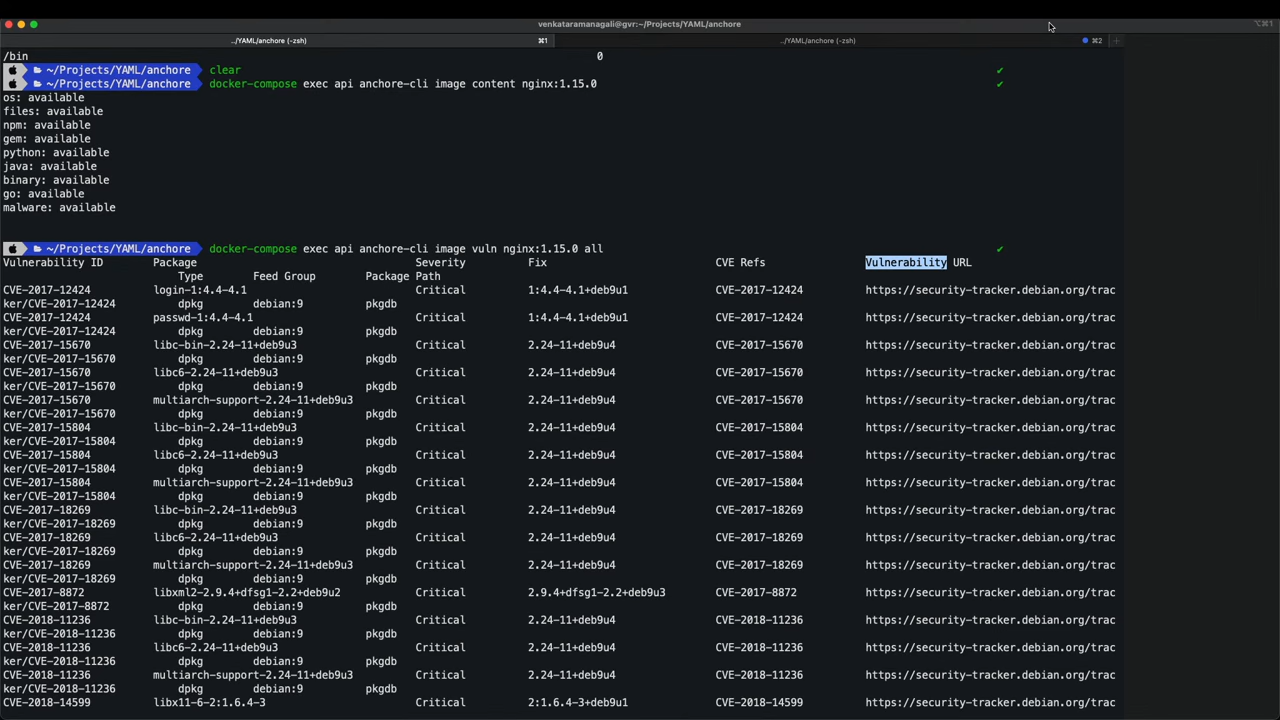 venkataramanagali@gvr:~/Projects/YAML/anchore
../YAML/anchore (-zsh) ⌘1 ../YAML/anchore (-zsh) ⌘2 +
⌥⌘1
/bin 0
~/Projects/YAML/anchore clear ✔
~/Projects/YAML/anchore docker-compose exec api anchore-cli image content nginx:1.15.0 ✔
os: available
files: available
npm: available
gem: available
python: available
java: available
binary: available
go: available
malware: available
~/Projects/YAML/anchore docker-compose exec api anchore-cli image vuln nginx:1.15.0 all ✔
Vulnerability ID Package Severity Fix CVE Refs Vulnerability URL
Type Feed Group Package Path
CVE-2017-12424 login-1:4.4-4.1 Critical 1:4.4-4.1+deb9u1 CVE-2017-12424 https://security-tracker.debian.org/trac
ker/CVE-2017-12424 dpkg debian:9 pkgdb
CVE-2017-12424 passwd-1:4.4-4.1 Critical 1:4.4-4.1+deb9u1 CVE-2017-12424 https://security-tracker.debian.org/trac
ker/CVE-2017-12424 dpkg debian:9 pkgdb
CVE-2017-15670 libc-bin-2.24-11+deb9u3 Critical 2.24-11+deb9u4 CVE-2017-15670 https://security-tracker.debian.org/trac
ker/CVE-2017-15670 dpkg debian:9 pkgdb
CVE-2017-15670 libc6-2.24-11+deb9u3 Critical 2.24-11+deb9u4 CVE-2017-15670 https://security-tracker.debian.org/trac
ker/CVE-2017-15670 dpkg debian:9 pkgdb
CVE-2017-15670 multiarch-support-2.24-11+deb9u3 Critical 2.24-11+deb9u4 CVE-2017-15670 https://security-tracker.debian.org/trac
ker/CVE-2017-15670 dpkg debian:9 pkgdb
CVE-2017-15804 libc-bin-2.24-11+deb9u3 Critical 2.24-11+deb9u4 CVE-2017-15804 https://security-tracker.debian.org/trac
ker/CVE-2017-15804 dpkg debian:9 pkgdb
CVE-2017-15804 libc6-2.24-11+deb9u3 Critical 2.24-11+deb9u4 CVE-2017-15804 https://security-tracker.debian.org/trac
ker/CVE-2017-15804 dpkg debian:9 pkgdb
CVE-2017-15804 multiarch-support-2.24-11+deb9u3 Critical 2.24-11+deb9u4 CVE-2017-15804 https://security-tracker.debian.org/trac
ker/CVE-2017-15804 dpkg debian:9 pkgdb
CVE-2017-18269 libc-bin-2.24-11+deb9u3 Critical 2.24-11+deb9u4 CVE-2017-18269 https://security-tracker.debian.org/trac
ker/CVE-2017-18269 dpkg debian:9 pkgdb
CVE-2017-18269 libc6-2.24-11+deb9u3 Critical 2.24-11+deb9u4 CVE-2017-18269 https://security-tracker.debian.org/trac
ker/CVE-2017-18269 dpkg debian:9 pkgdb
CVE-2017-18269 multiarch-support-2.24-11+deb9u3 Critical 2.24-11+deb9u4 CVE-2017-18269 https://security-tracker.debian.org/trac
ker/CVE-2017-18269 dpkg debian:9 pkgdb
CVE-2017-8872 libxml2-2.9.4+dfsg1-2.2+deb9u2 Critical 2.9.4+dfsg1-2.2+deb9u3 CVE-2017-8872 https://security-tracker.debian.org/trac
ker/CVE-2017-8872 dpkg debian:9 pkgdb
CVE-2018-11236 libc-bin-2.24-11+deb9u3 Critical 2.24-11+deb9u4 CVE-2018-11236 https://security-tracker.debian.org/trac
ker/CVE-2018-11236 dpkg debian:9 pkgdb
CVE-2018-11236 libc6-2.24-11+deb9u3 Critical 2.24-11+deb9u4 CVE-2018-11236 https://security-tracker.debian.org/trac
ker/CVE-2018-11236 dpkg debian:9 pkgdb
CVE-2018-11236 multiarch-support-2.24-11+deb9u3 Critical 2.24-11+deb9u4 CVE-2018-11236 https://security-tracker.debian.org/trac
ker/CVE-2018-11236 dpkg debian:9 pkgdb
CVE-2018-14599 libx11-6-2:1.6.4-3 Critical 2:1.6.4-3+deb9u1 CVE-2018-14599 https://security-tracker.debian.org/trac